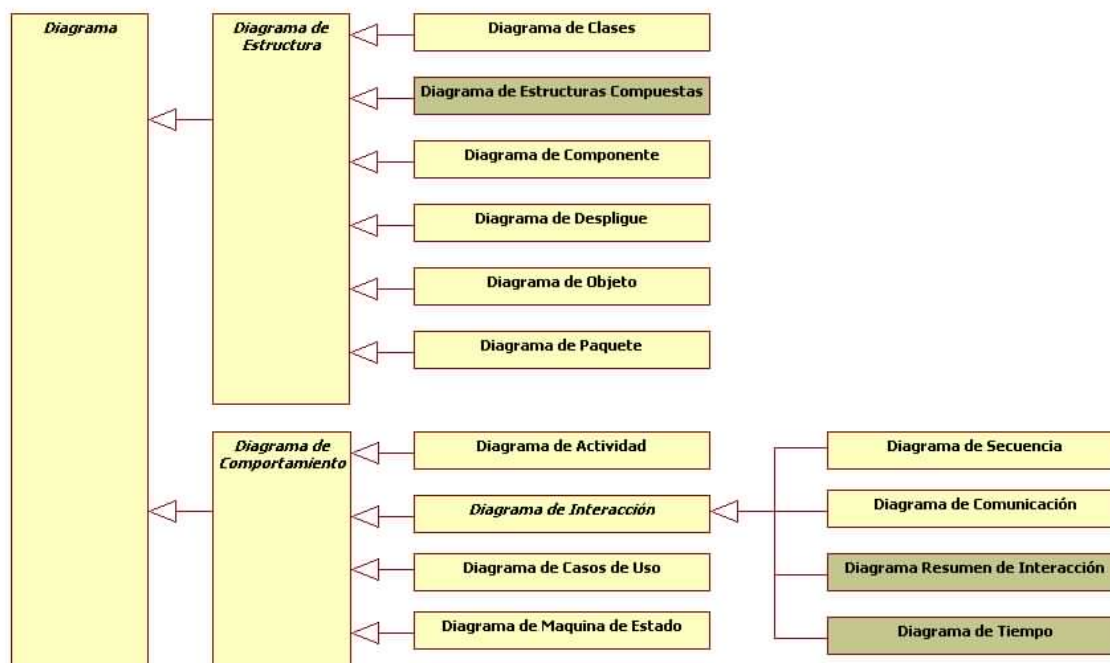 Diagrama
Diagrama de
Estructura
Diagrama de Clases
Diagrama de Estructuras Compuestas
Diagrama de Componente
Diagrama de Despligue
Diagrama de Objeto
Diagrama de Paquete
Diagrama de
Comportamiento
Diagrama de Actividad
Diagrama de Interacción
Diagrama de Casos de Uso
Diagrama de Maquina de Estado
Diagrama de Secuencia
Diagrama de Comunicación
Diagrama Resumen de Interacción
Diagrama de Tiempo